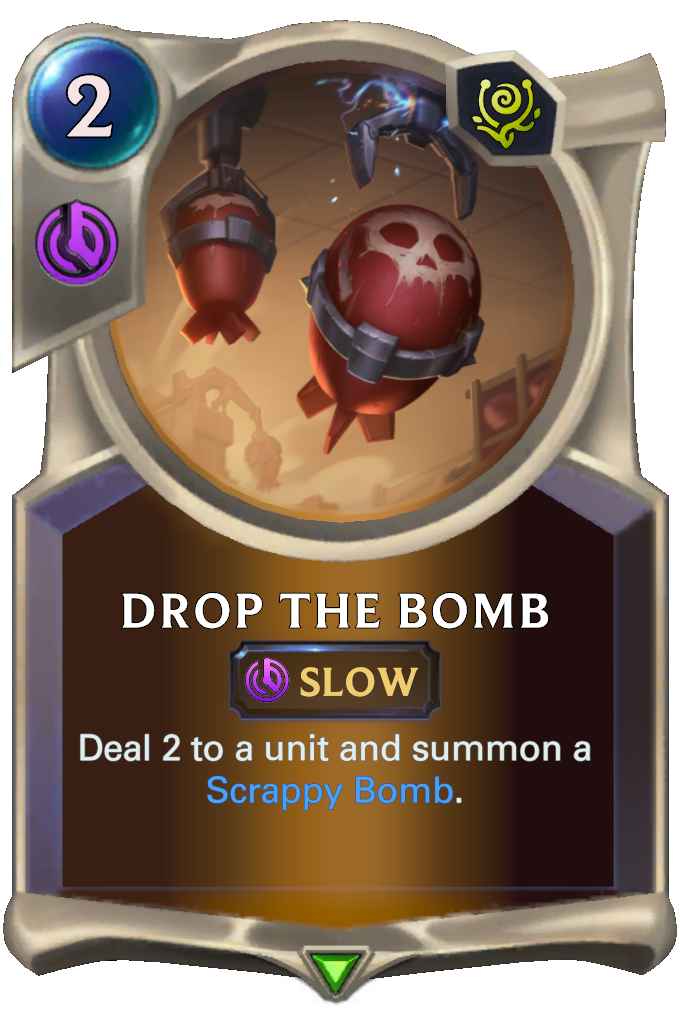 2
DROP THE BOMB
SLOW
Deal 2 to a unit and summon a
Scrappy Bomb.